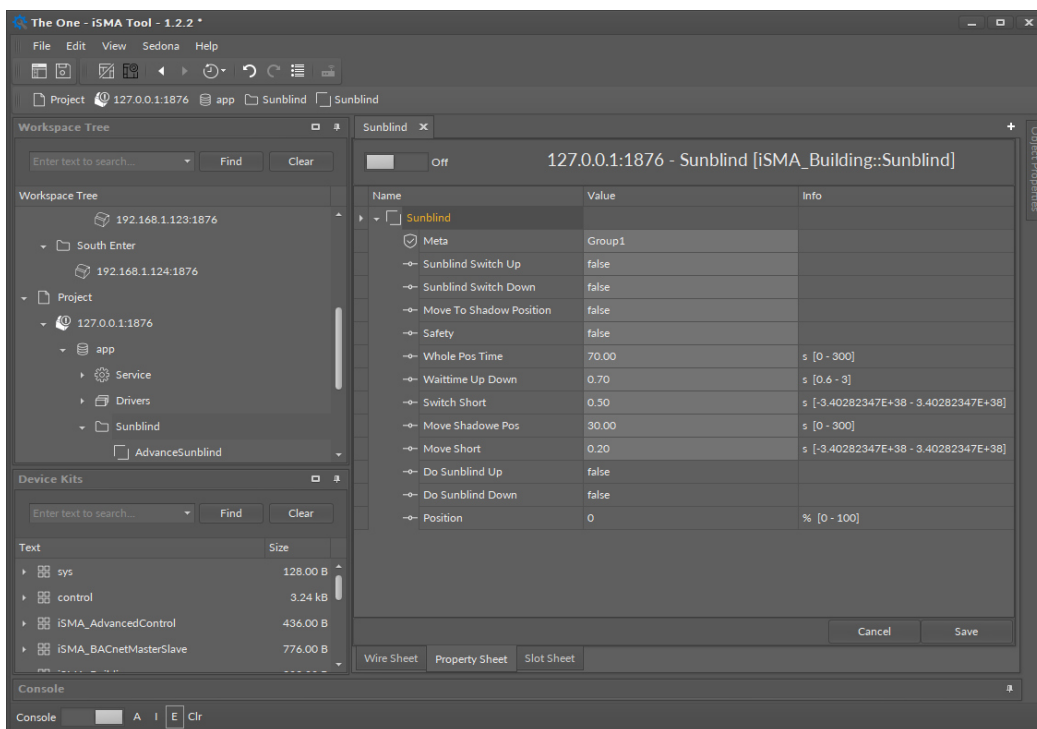 The One - iSMA Tool - 1.2.2 *
File Edit View Sedona Help
Project 127.0.0.1:1876 app Sunblind Sunblind
Workspace Tree
Enter text to search... Find Clear
Workspace Tree
192.168.1.123:1876
South Enter
192.168.1.124:1876
Project
127.0.0.1:1876
app
Service
Drivers
Sunblind
AdvanceSunblind
Device Kits
Enter text to search... Find Clear
Text Size
sys 128.00 B
control 3.24 kB
iSMA_AdvancedControl 436.00 B
iSMA_BACnetMasterSlave 776.00 B
Sunblind
Off 127.0.0.1:1876 - Sunblind [iSMA_Building::Sunblind]
Name Value Info
Sunblind
Meta Group1
Sunblind Switch Up false
Sunblind Switch Down false
Move To Shadow Position false
Safety false
Whole Pos Time 70.00 s [0 - 300]
Waittime Up Down 0.70 s [0.6 - 3]
Switch Short 0.50 s [-3.40282347E+38 - 3.40282347E+38]
Move Shadowe Pos 30.00 s [0 - 300]
Move Short 0.20 s [-3.40282347E+38 - 3.40282347E+38]
Do Sunblind Up false
Do Sunblind Down false
Position 0 % [0 - 100]
Cancel Save
Wire Sheet Property Sheet Slot Sheet
Object Properties
Console
Console A I E Clr